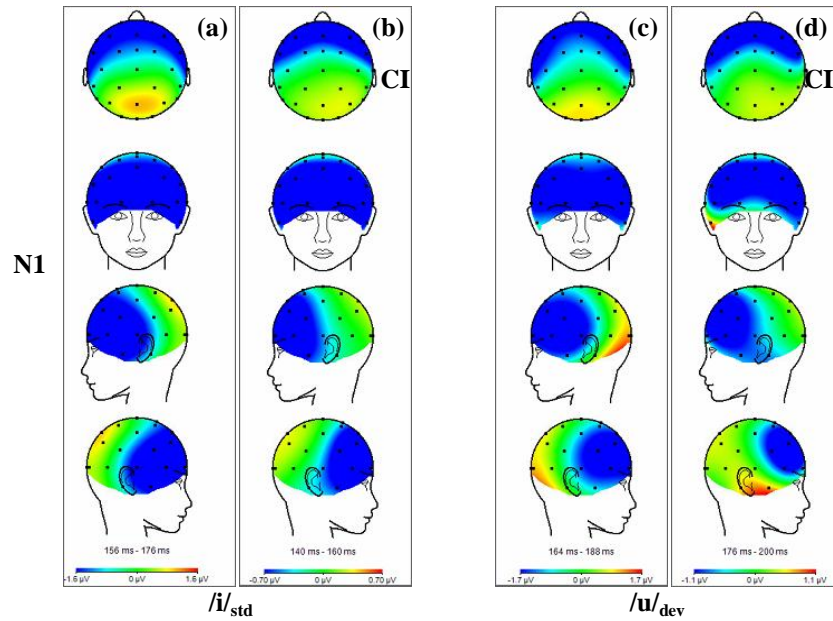 (a) (b) (c) (d)
CI CI
N1
156 ms - 176 ms 140 ms - 160 ms 164 ms - 188 ms 176 ms - 200 ms
-1.6 µV 0 µV 1.6 µV -0.70 µV 0 µV 0.70 µV -1.7 µV 0 µV 1.7 µV -1.1 µV 0 µV 1.1 µV
/i/std /u/dev